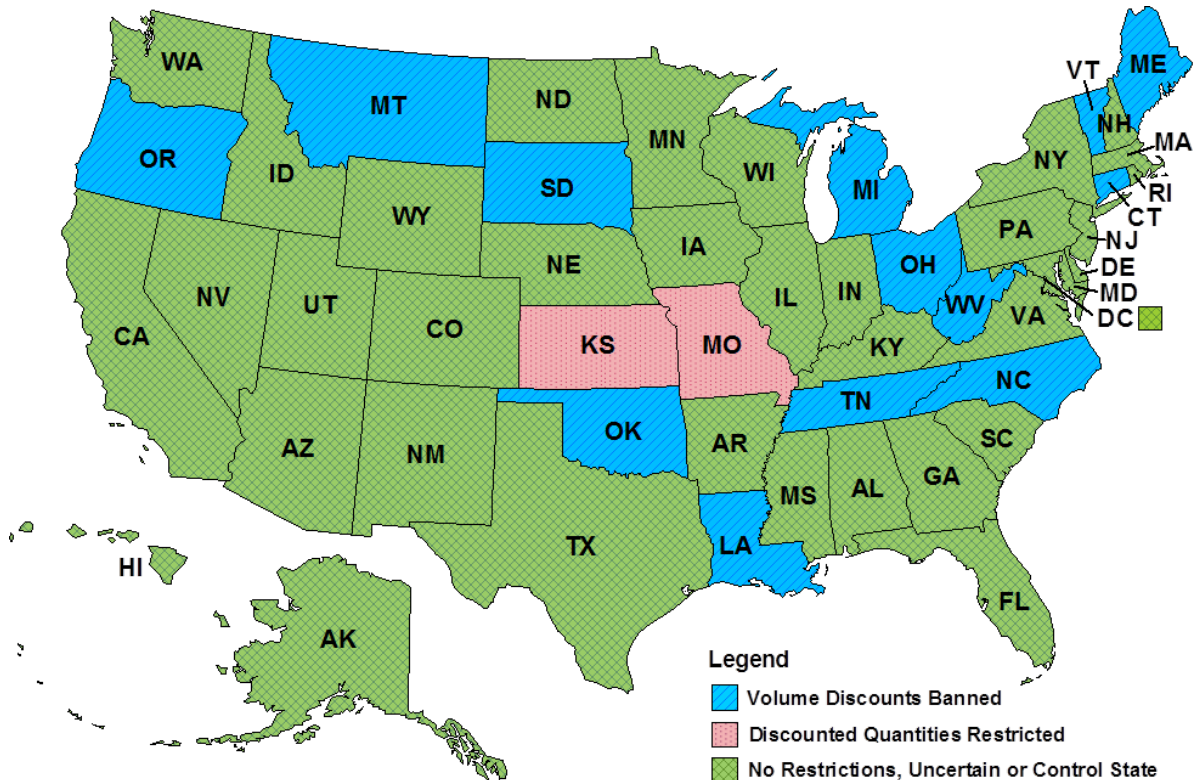 WA
MT
ND
MN
VT
ME
NH
MA
OR
ID
SD
WI
MI
NY
RI
CT
WY
IA
PA
NJ
NE
OH
DE
NV
UT
IL
IN
WV
MD
CA
CO
KS
MO
KY
VA
DC
TN
NC
AZ
NM
OK
AR
SC
MS
AL
GA
TX
LA
HI
FL
AK
Legend
Volume Discounts Banned
Discounted Quantities Restricted
No Restrictions, Uncertain or Control State